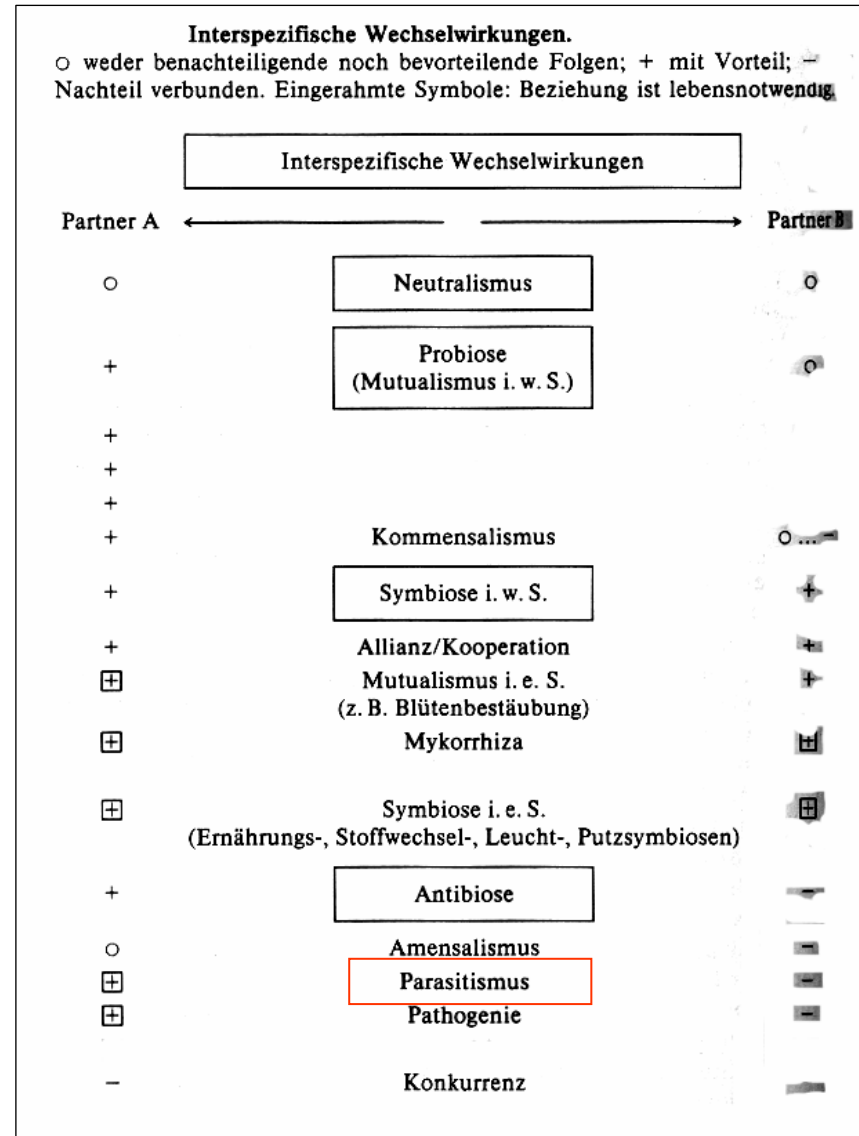 Interspezifische Wechselwirkungen.
○ weder benachteiligende noch bevorteilende Folgen; + mit Vorteil; −
Nachteil verbunden. Eingerahmte Symbole: Beziehung ist lebensnotwendig.
Interspezifische Wechselwirkungen
Partner A Partner B
○ Neutralismus ○
Probiose
+ ○
(Mutualismus i. w. S.)
+
+
+
+ Kommensalismus ○...−
+ Symbiose i. w. S. +
+ Allianz/Kooperation +
⊞ Mutualismus i. e. S. +
(z. B. Blütenbestäubung)
⊞ Mykorrhiza ⊞
⊞ Symbiose i. e. S. ⊞
(Ernährungs-, Stoffwechsel-, Leucht-, Putzsymbiosen)
+ Antibiose −
○ Amensalismus −
⊞ Parasitismus −
⊞ Pathogenie −
− Konkurrenz −